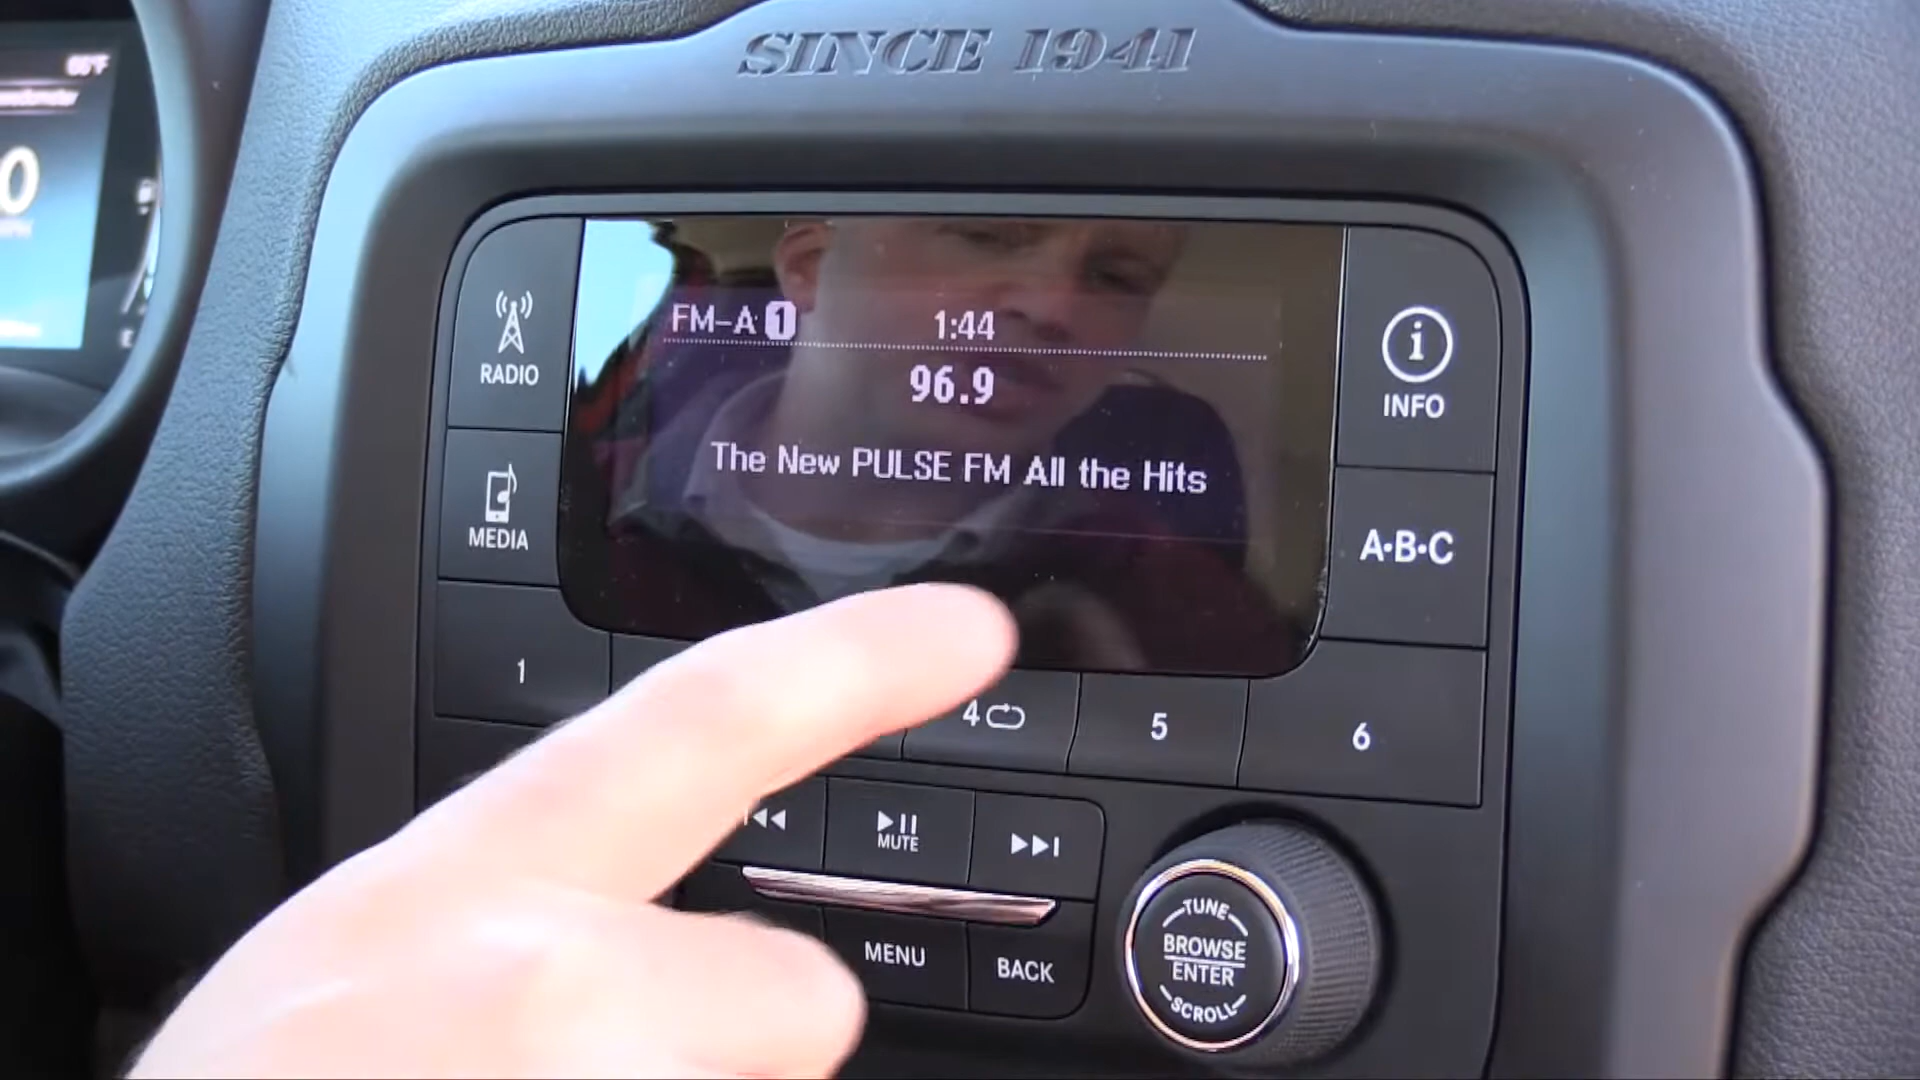 SINCE 1941
RADIO
FM-A 1
1:44
96.9
The New PULSE FM All the Hits
INFO
MEDIA
A·B·C
1
4
5
6
MUTE
MENU
BACK
TUNE
BROWSE
ENTER
SCROLL